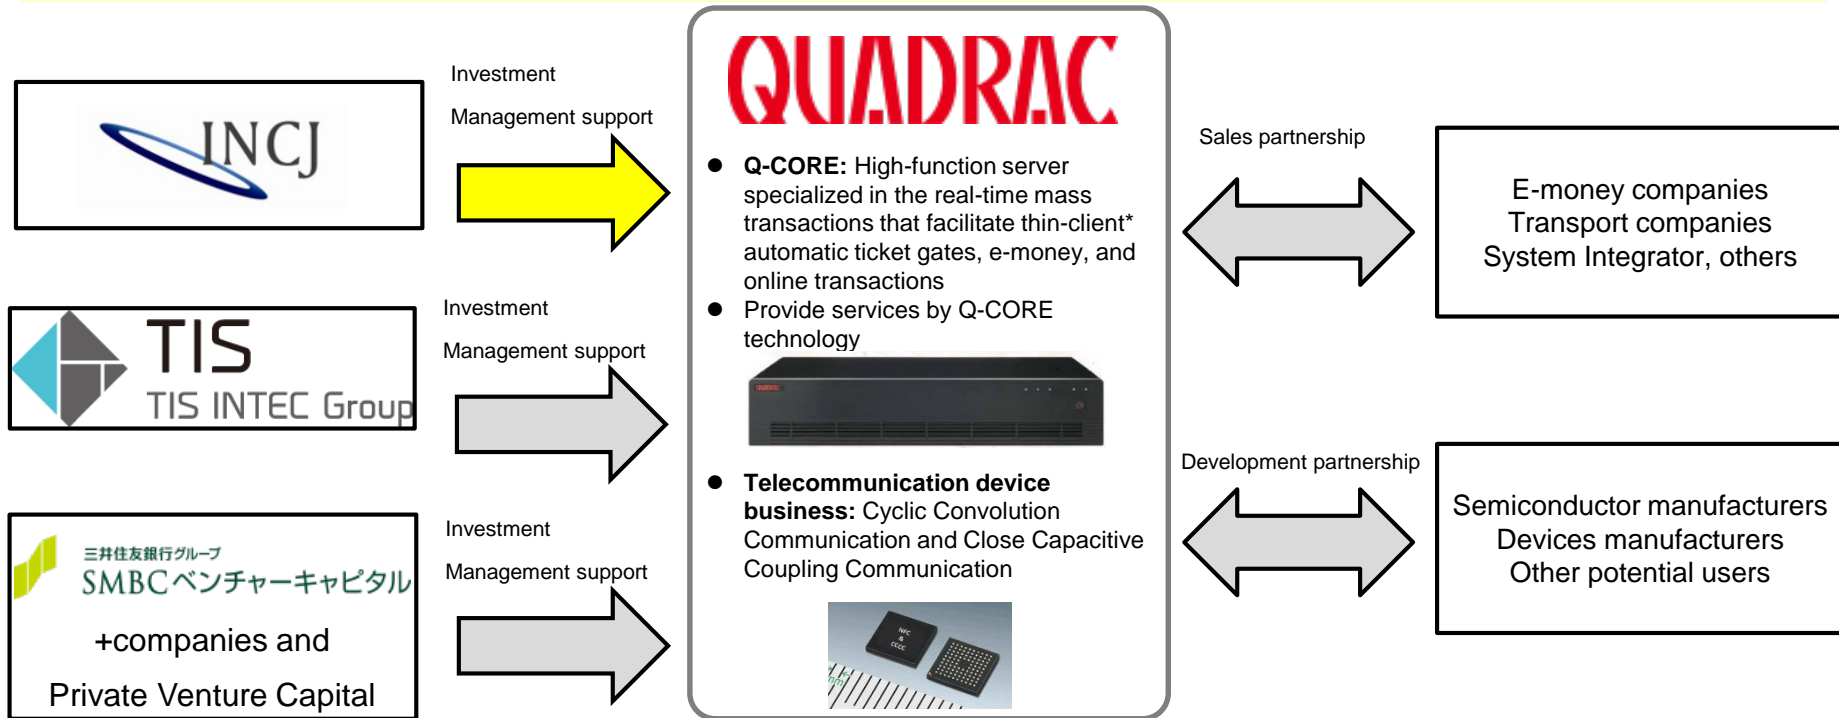 INCJ
Investment
Management support
TIS
TIS INTEC Group
Investment
Management support
三井住友銀行グループ
SMBCベンチャーキャピタル
+companies and
Private Venture Capital
Investment
Management support
QUADRAC
● Q-CORE: High-function server
specialized in the real-time mass
transactions that facilitate thin-client*
automatic ticket gates, e-money, and
online transactions
● Provide services by Q-CORE
technology
QUADRAC
● Telecommunication device
business: Cyclic Convolution
Communication and Close Capacitive
Coupling Communication
NFC
&
CCCC
mm
Sales partnership
E-money companies
Transport companies
System Integrator, others
Development partnership
Semiconductor manufacturers
Devices manufacturers
Other potential users